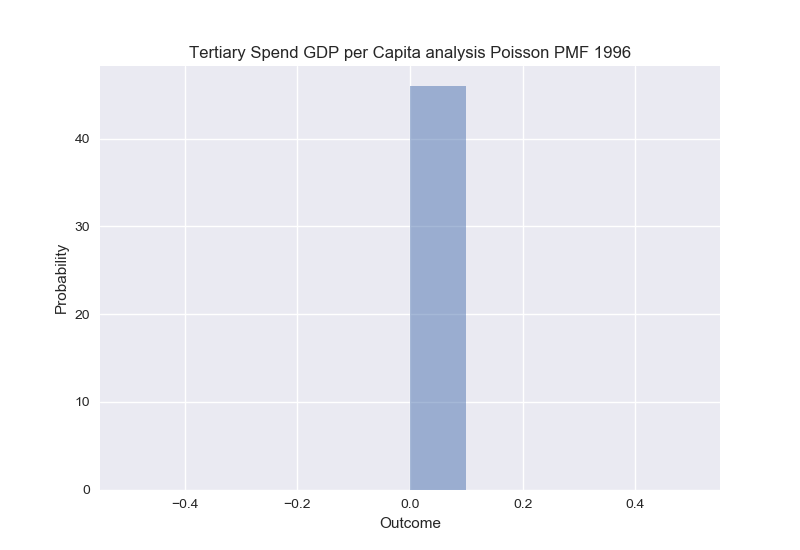 Tertiary Spend GDP per Capita analysis Poisson PMF 1996
40
30
20
10
0
Probability
−0.4 −0.2 0.0 0.2 0.4
Outcome